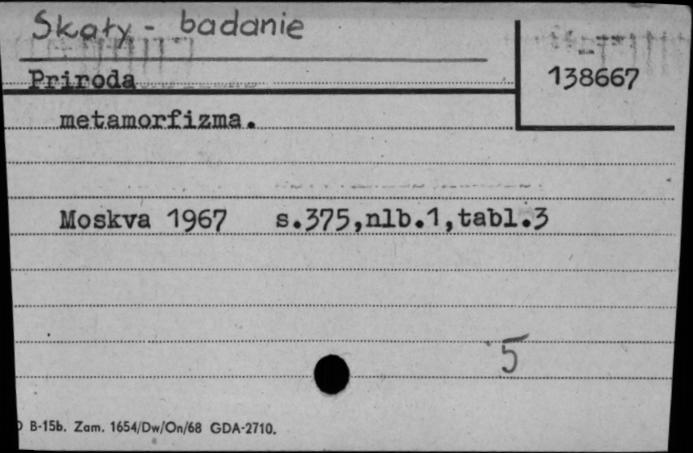 Skały - badanie
138667
Priroda
metamorfizma.
Moskva 1967 s.375,nlb.1,tabl.3
5
B-15b. Zam. 1654/Dw/On/68 GDA-2710.